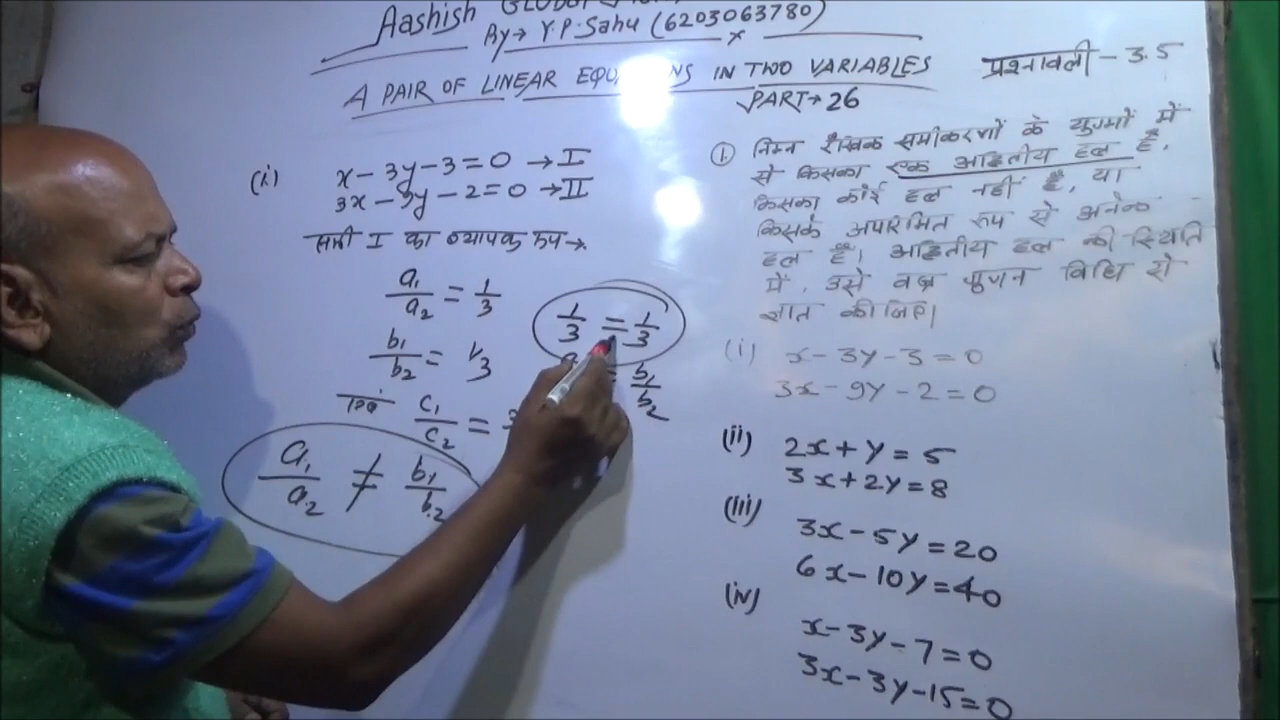 Aashish GLOBAL
By→ Y.P. Sahu (6203063780)
A PAIR OF LINEAR EQUATIONS IN TWO VARIABLES
PART→26
प्रश्नावली – 3.5
(i) x – 3y – 3 = 0 → I
3x – 9y – 2 = 0 → II
समी I का व्यापक रूप→
a₁/a₂ = 1/3
b₁/b₂ = 1/3
c₁/c₂ = 3
1/3 = 1/3
= b₁/b₂
a₁/a₂ ≠ b₁/b₂
① निम्न रैखिक समीकरणों के युग्मों में
से किसका एक अद्वितीय हल है,
किसका कोई हल नहीं है, या
किसके अपरिमित रूप से अनेक
हल हैं। अद्वितीय हल की स्थिति
में, उसे वज्र गुणन विधि से
ज्ञात कीजिए।
(i) x – 3y – 3 = 0
3x – 9y – 2 = 0
(ii) 2x + y = 5
3x + 2y = 8
(iii) 3x – 5y = 20
6x – 10y = 40
(iv) x – 3y – 7 = 0
3x – 3y – 15 = 0